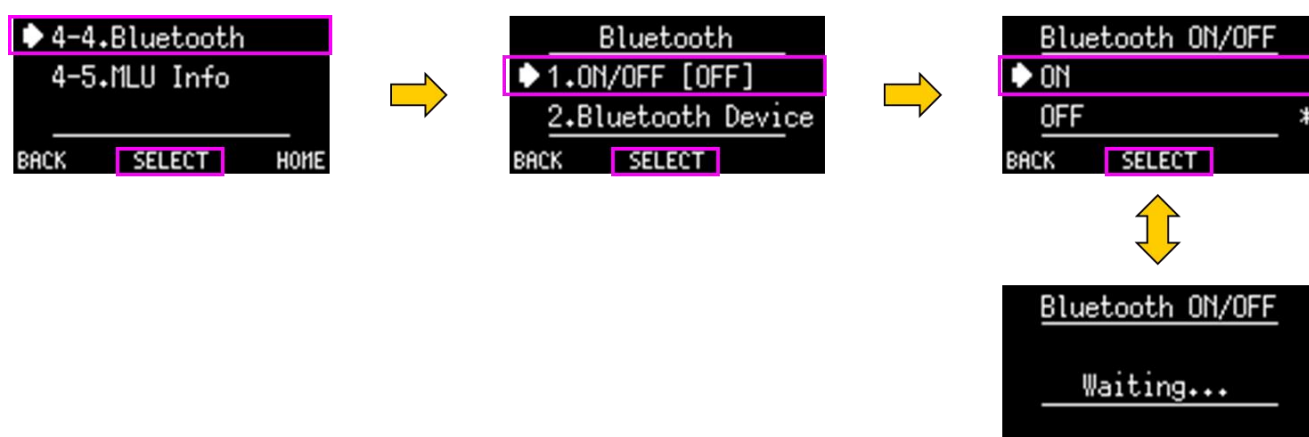 4-4.Bluetooth
4-5.MLU Info
BACK SELECT HOME
Bluetooth
1.ON/OFF [OFF]
2.Bluetooth Device
BACK SELECT
Bluetooth ON/OFF
ON
OFF *
BACK SELECT
Bluetooth ON/OFF
Waiting...